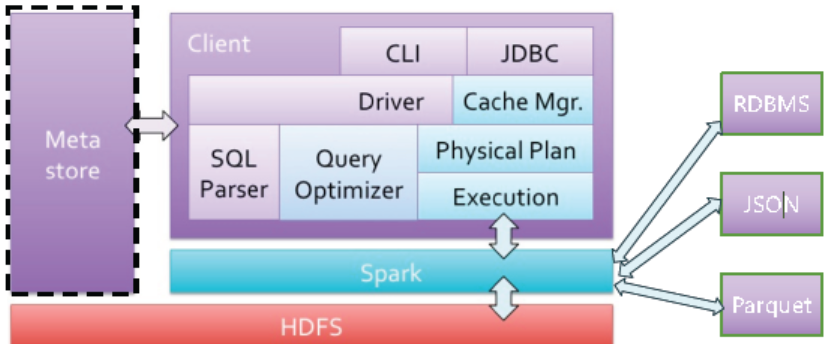 Client
CLI
JDBC
Driver
Cache Mgr.
Meta
store
SQL
Parser
Query
Optimizer
Physical Plan
Execution
Spark
HDFS
RDBMS
JSON
Parquet